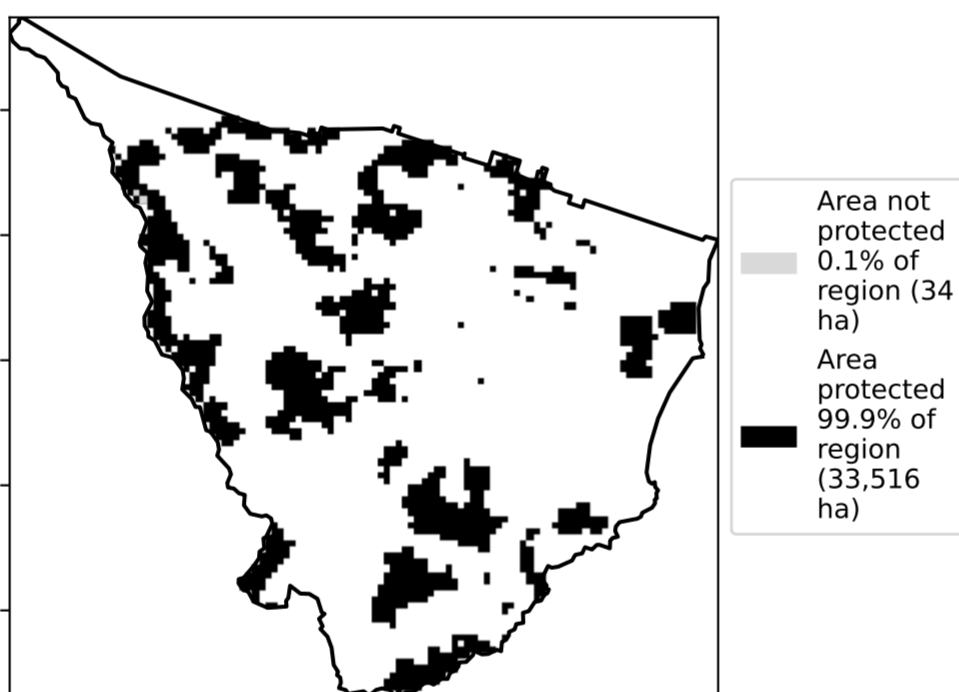 Area not
protected
0.1% of
region (34
ha)
Area
protected
99.9% of
region
(33,516
ha)